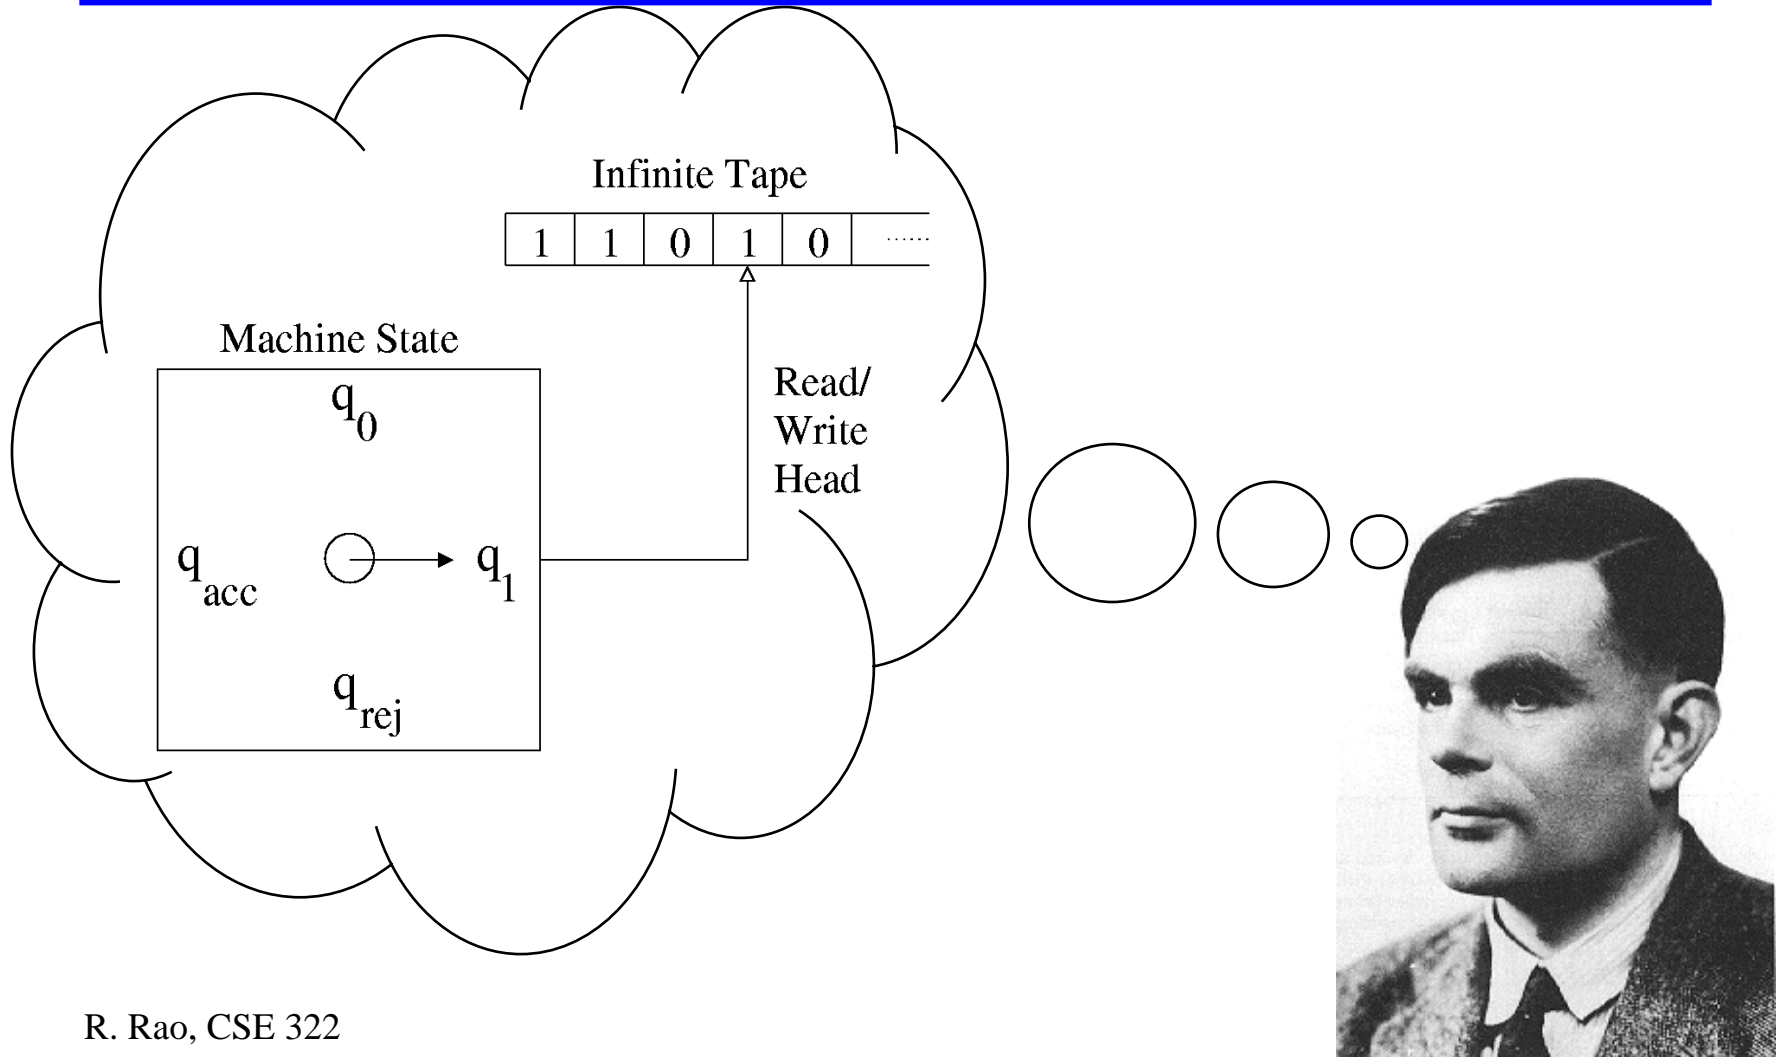 Infinite Tape
1 1 0 1 0 ......
Machine State
q0
Read/
Write
Head
qacc
q1
qrej
R. Rao, CSE 322